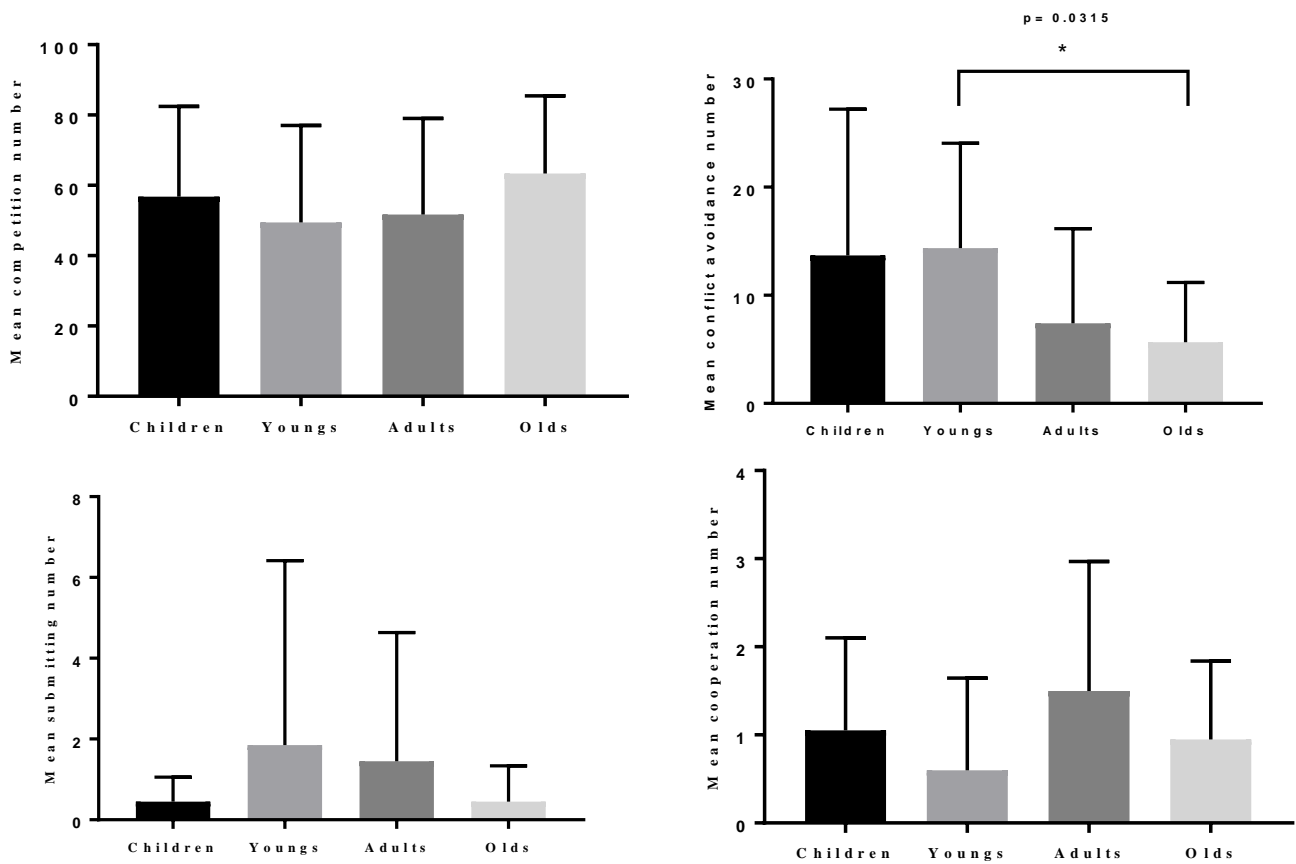 Mean competition number
100
80
60
40
20
0
Children Youngs Adults Olds
p= 0.0315
*
Mean conflict avoidance number
30
20
10
0
Children Youngs Adults Olds
Mean submitting number
8
6
4
2
0
Children Youngs Adults Olds
Mean cooperation number
4
3
2
1
0
Children Youngs Adults Olds